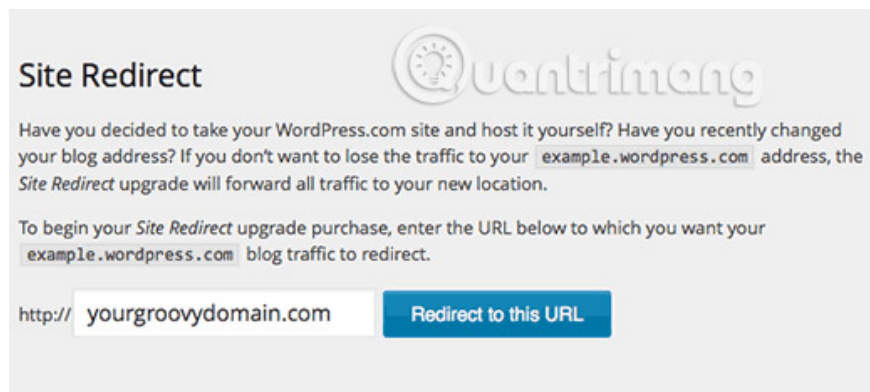 Quantrimang
Site Redirect
Have you decided to take your WordPress.com site and host it yourself? Have you recently changed
your blog address? If you don't want to lose the traffic to your example.wordpress.com address, the
Site Redirect upgrade will forward all traffic to your new location.
To begin your Site Redirect upgrade purchase, enter the URL below to which you want your
example.wordpress.com blog traffic to redirect.
http:// yourgroovydomain.com Redirect to this URL